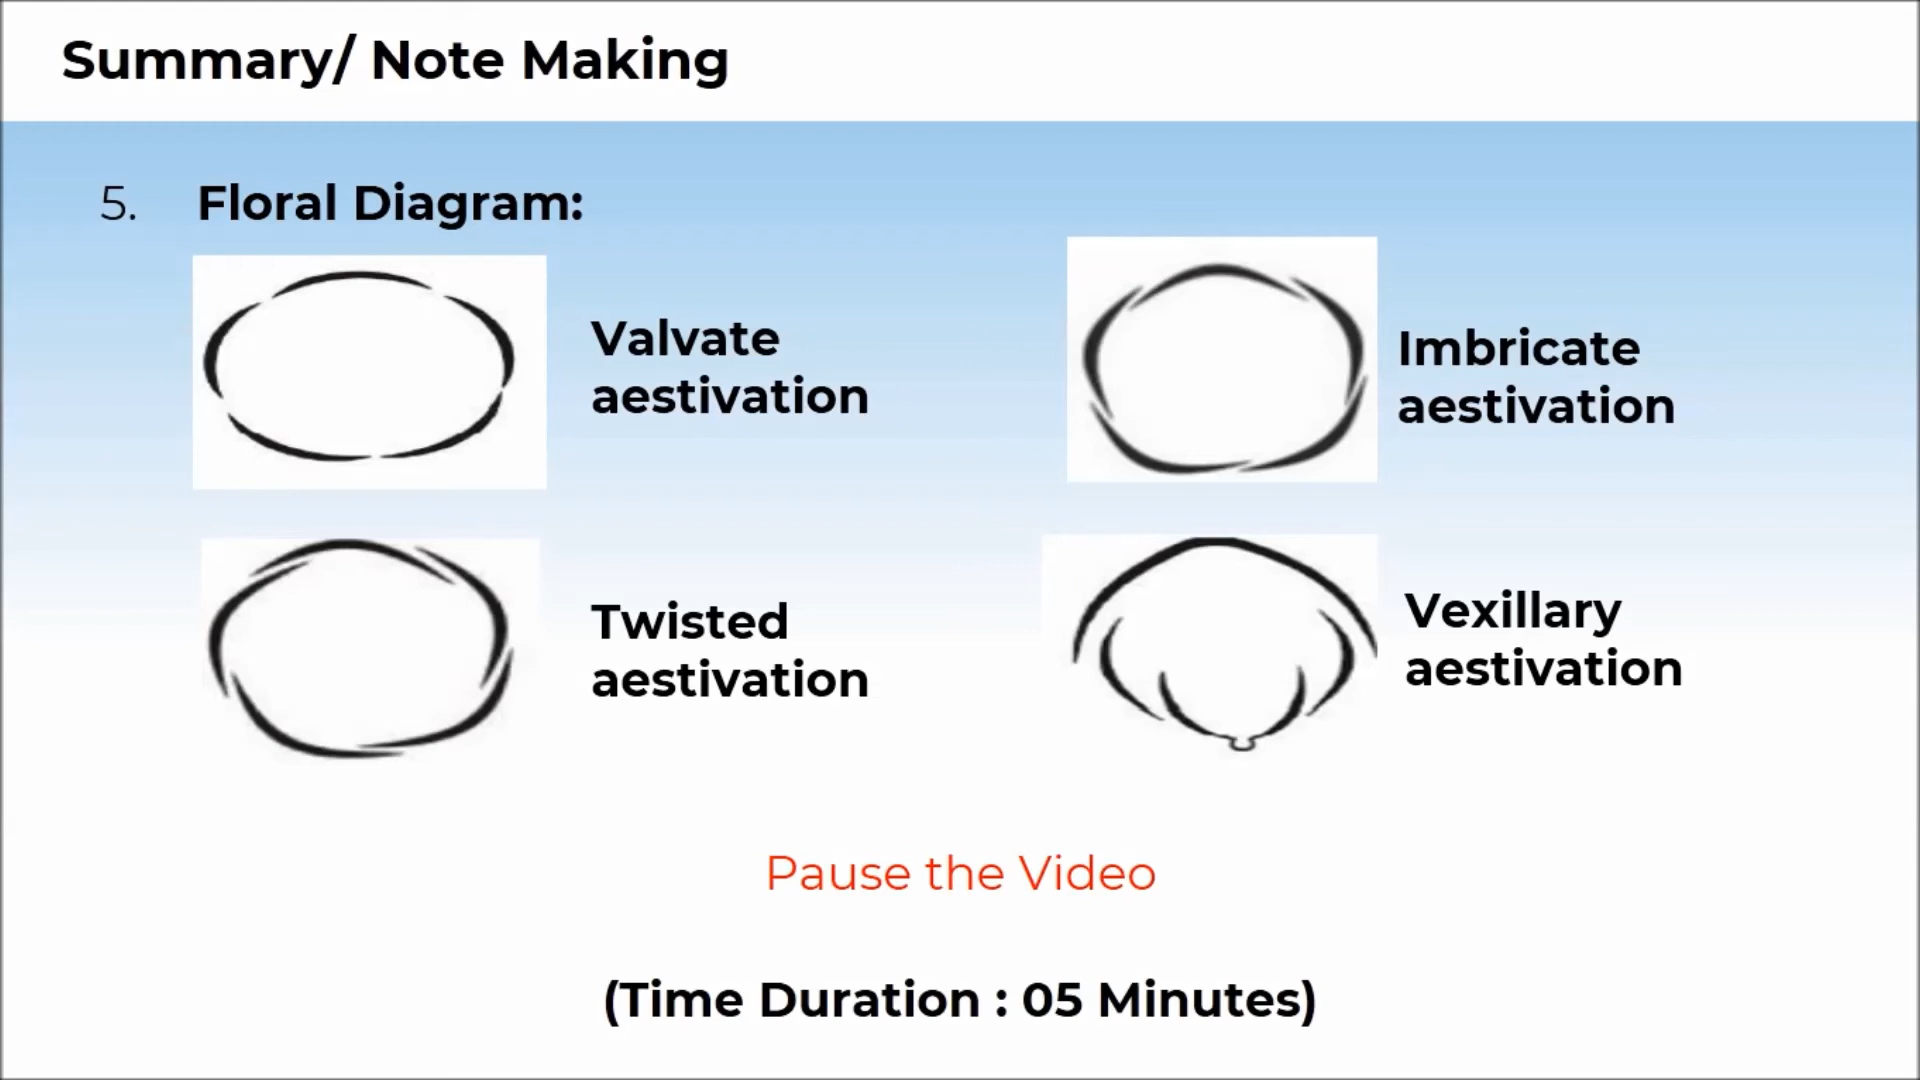 Summary/ Note Making
5. Floral Diagram:
Valvate
aestivation
Imbricate
aestivation
Twisted
aestivation
Vexillary
aestivation
Pause the Video
(Time Duration : 05 Minutes)